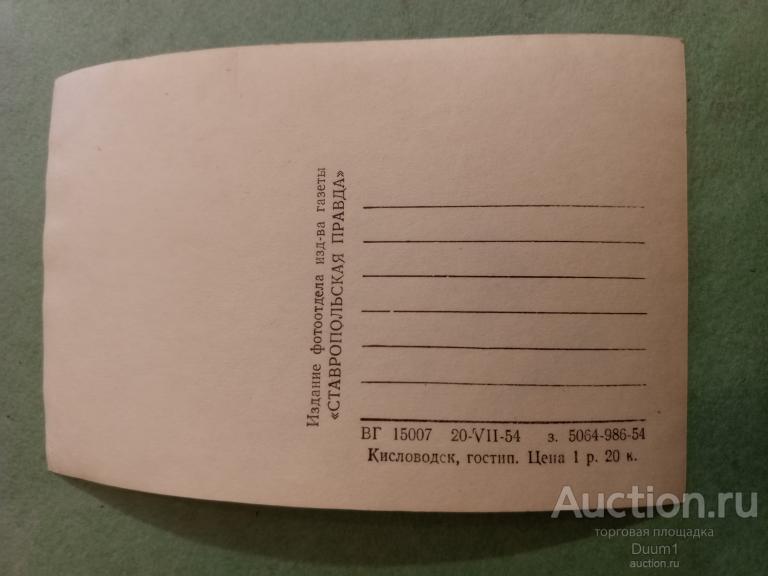 Издание фотоотдела изд-ва газеты
«СТАВРОПОЛЬСКАЯ ПРАВДА»
ВГ 15007 20-VII-54 з. 5064-986-54
Кисловодск, гостип. Цена 1 р. 20 к.
Auction.ru
торговая площадка
Duum1
auction.ru